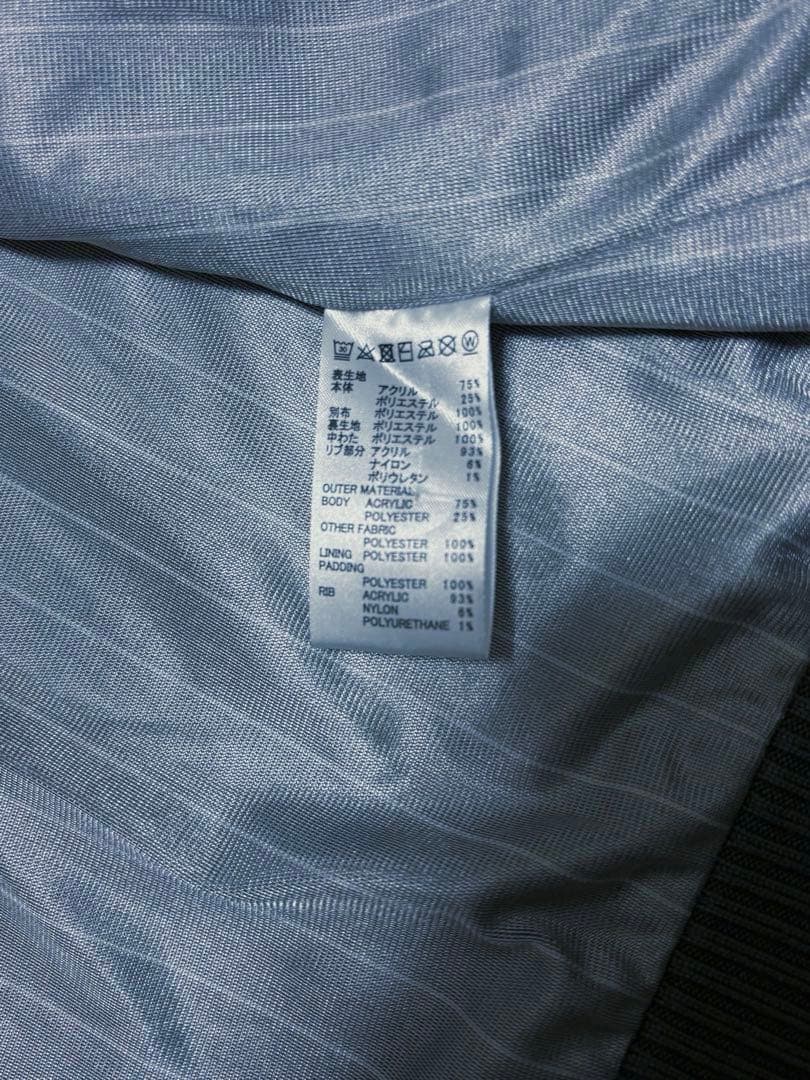 30
W
表生地
本体 アクリル 75%
ポリエステル 25%
別布 ポリエステル 100%
裏生地 ポリエステル 100%
中わた ポリエステル 100%
リブ部分 アクリル 93%
ナイロン 6%
ポリウレタン 1%
OUTER MATERIAL
BODY ACRYLIC 75%
POLYESTER 25%
OTHER FABRIC
POLYESTER 100%
LINING POLYESTER 100%
PADDING
POLYESTER 100%
RIB ACRYLIC 93%
NYLON 6%
POLYURETHANE 1%